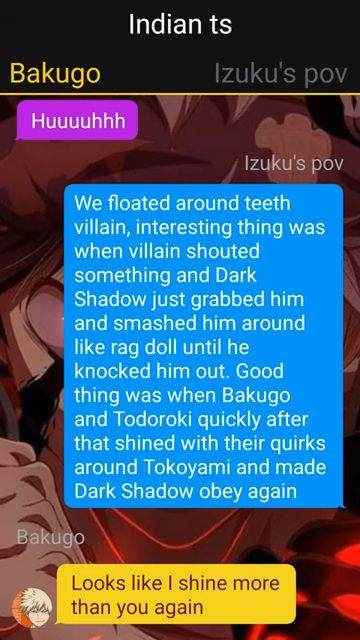 Indian ts
Bakugo
Izuku's pov
Huuuuhhh
Izuku's pov
We floated around teeth
villain, interesting thing was
when villain shouted
something and Dark
Shadow just grabbed him
and smashed him around
like rag doll until he
knocked him out. Good
thing was when Bakugo
and Todoroki quickly after
that shined with their quirks
around Tokoyami and made
Dark Shadow obey again
Bakugo
Looks like I shine more
than you again